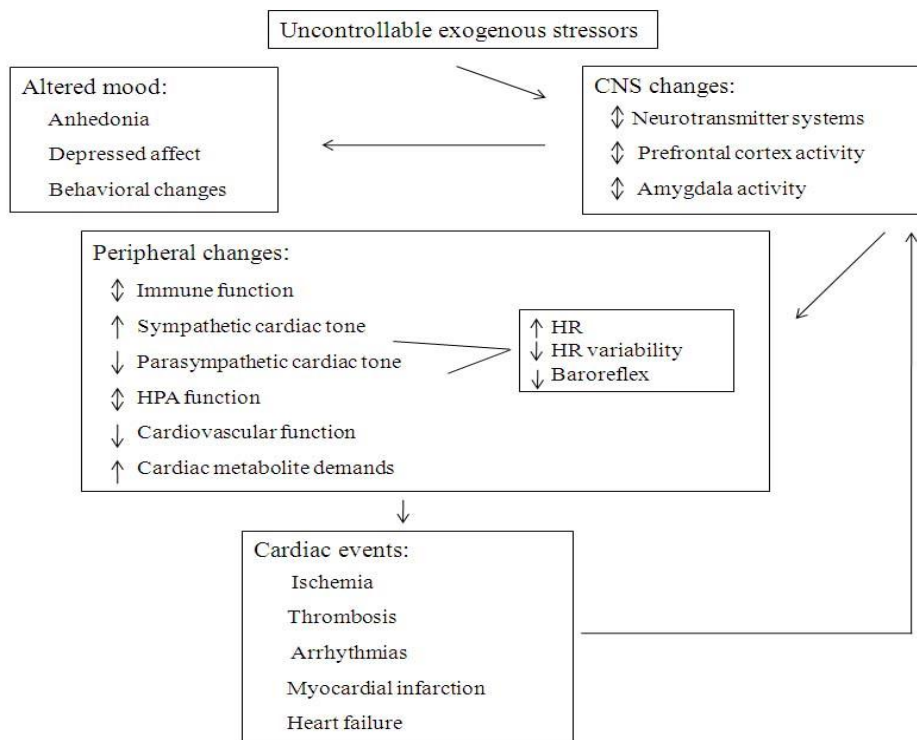 Uncontrollable exogenous stressors
Altered mood:
Anhedonia
Depressed affect
Behavioral changes
CNS changes:
↕ Neurotransmitter systems
↕ Prefrontal cortex activity
↕ Amygdala activity
Peripheral changes:
↕ Immune function
↑ Sympathetic cardiac tone
↓ Parasympathetic cardiac tone
↕ HPA function
↓ Cardiovascular function
↑ Cardiac metabolite demands
↑ HR
↓ HR variability
↓ Baroreflex
Cardiac events:
Ischemia
Thrombosis
Arrhythmias
Myocardial infarction
Heart failure